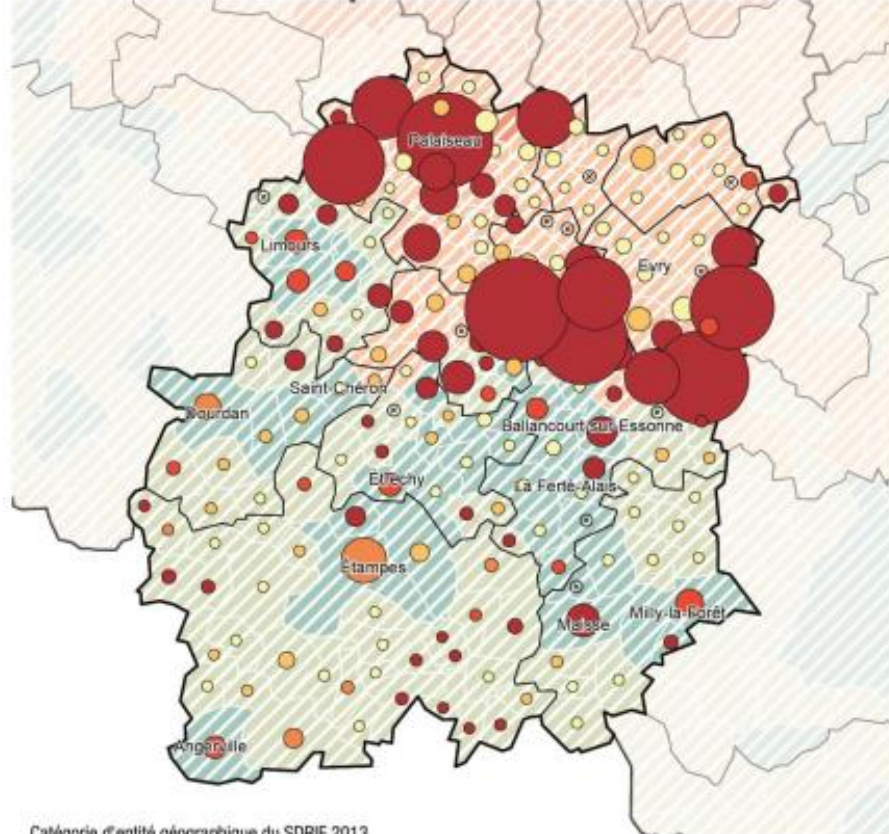 Palaiseau
Limours
Evry
Saint-Chéron
Dourdan
Ballancourt sur Essonne
Etréchy
La Ferté-Alais
Étampes
Milly-la-Forêt
Maisse
Angerville
Catégorie d'entité géographique du SDRIF 2013